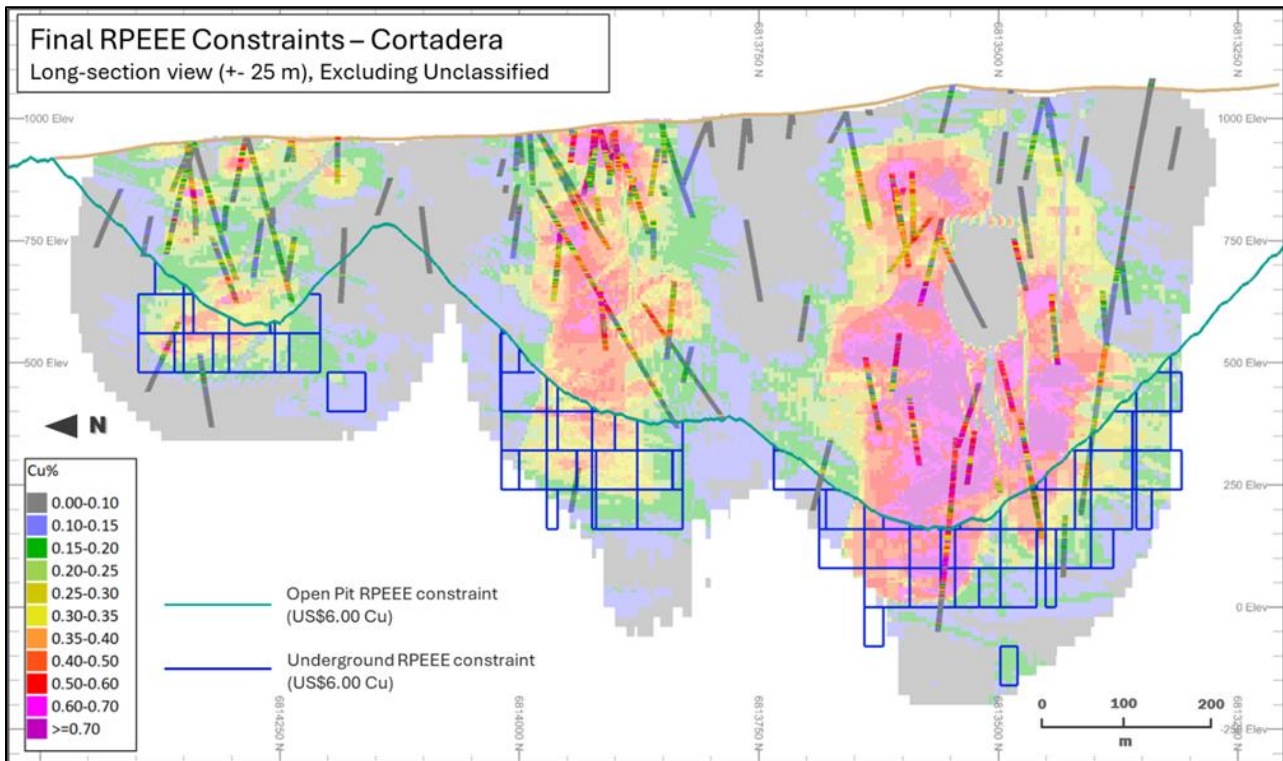 Final RPEEE Constraints – Cortadera
Long-section view (+- 25 m), Excluding Unclassified
6813750 N
6813500 N
6813250 N
1000 Elev
1000 Elev
750 Elev
750 Elev
500 Elev
500 Elev
N
250 Elev
Cu%
0.00-0.10
0.10-0.15
0.15-0.20
0.20-0.25
0.25-0.30
0.30-0.35
0.35-0.40
0.40-0.50
0.50-0.60
0.60-0.70
>=0.70
Open Pit RPEEE constraint
(US$6.00 Cu)
Underground RPEEE constraint
(US$6.00 Cu)
0 Elev
0
100
200
m
6814250 N
6814000 N
6813750 N
6813500 N
-250 Elev